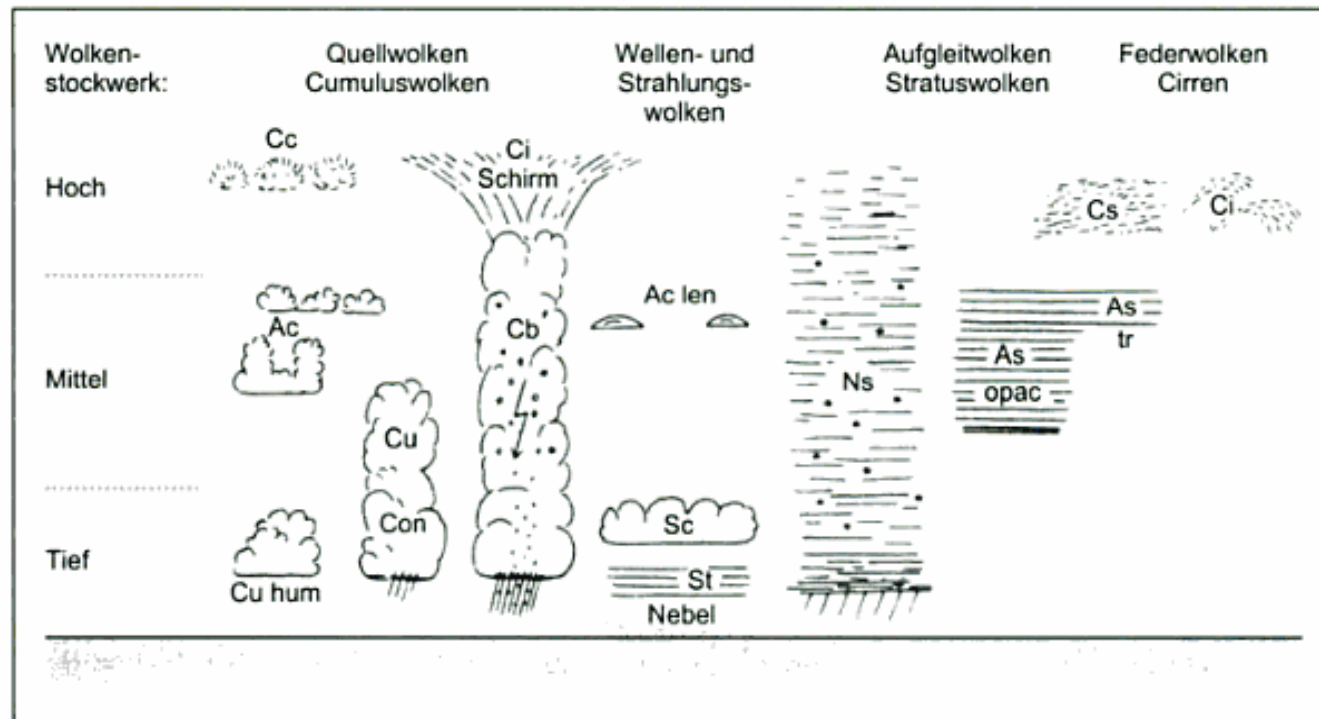 Wolken-
stockwerk:
Quellwolken
Cumuluswolken
Wellen- und
Strahlungs-
wolken
Aufgleitwolken
Stratuswolken
Federwolken
Cirren
Hoch
Cc
Ci
Schirm
Cs
Ci
Mittel
Ac
Cb
Ac len
Ns
As
tr
As
opac
Cu
Con
Tief
Cu hum
Sc
St
Nebel